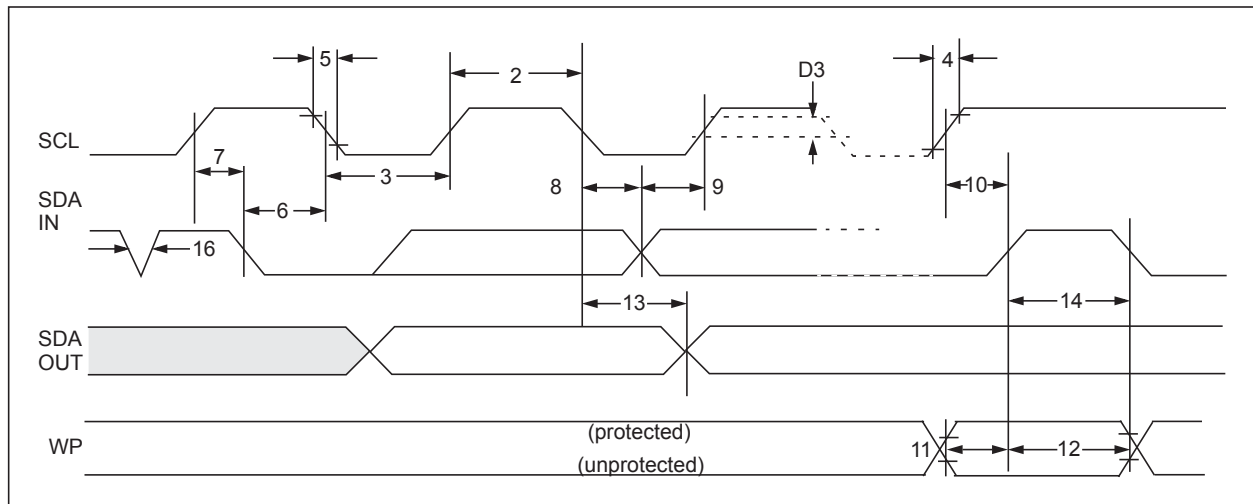 5
2
D3
4
SCL
7
3
8
9
10
SDA
IN
6
16
13
14
SDA
OUT
WP
(protected)
(unprotected)
11
12